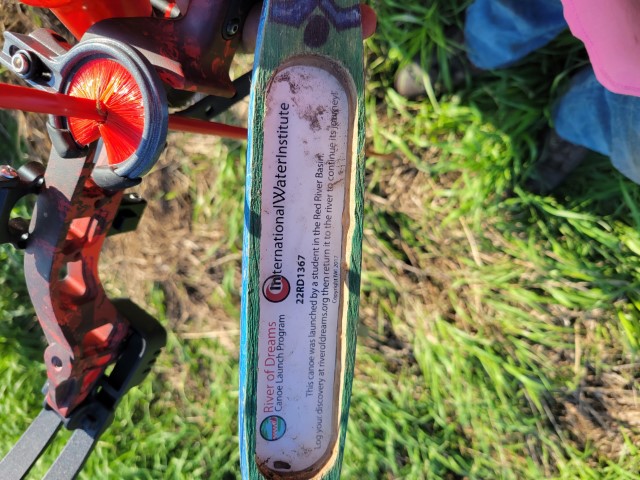 River of Dreams
Canoe Launch Program
International Water Institute
22RD1367
This canoe was launched by a student in the Red River Basin.
Log your discovery at riverofdreams.org then return it to the river to continue its journey!